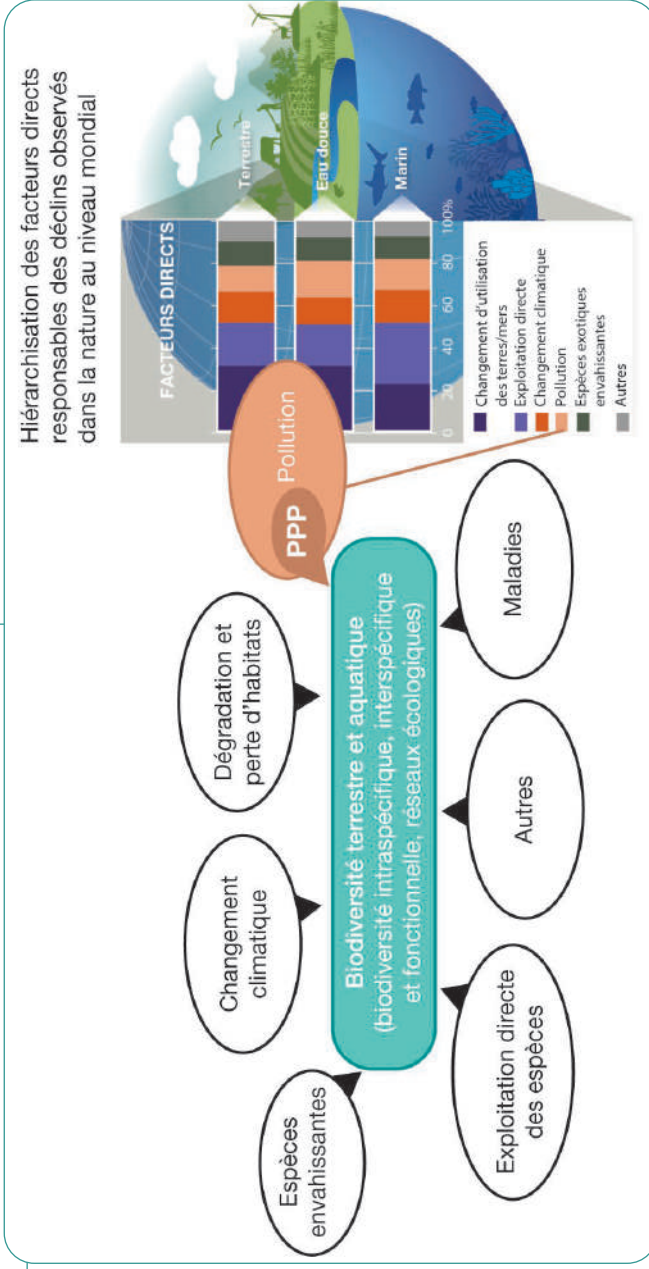 Hiérarchisation des facteurs directs
responsables des déclins observés
dans la nature au niveau mondial
Espèces
envahissantes
Changement
climatique
Dégradation et
perte d'habitats
PPP Pollution
Biodiversité terrestre et aquatique
(biodiversité intraspécifique, interspécifique
et fonctionnelle, réseaux écologiques)
Exploitation directe
des espèces
Autres
Maladies
FACTEURS DIRECTS
Terrestre
Eau douce
Marin
0 20 40 60 80 100%
Changement d'utilisation
des terres/mers
Exploitation directe
Changement climatique
Pollution
Espèces exotiques
envahissantes
Autres